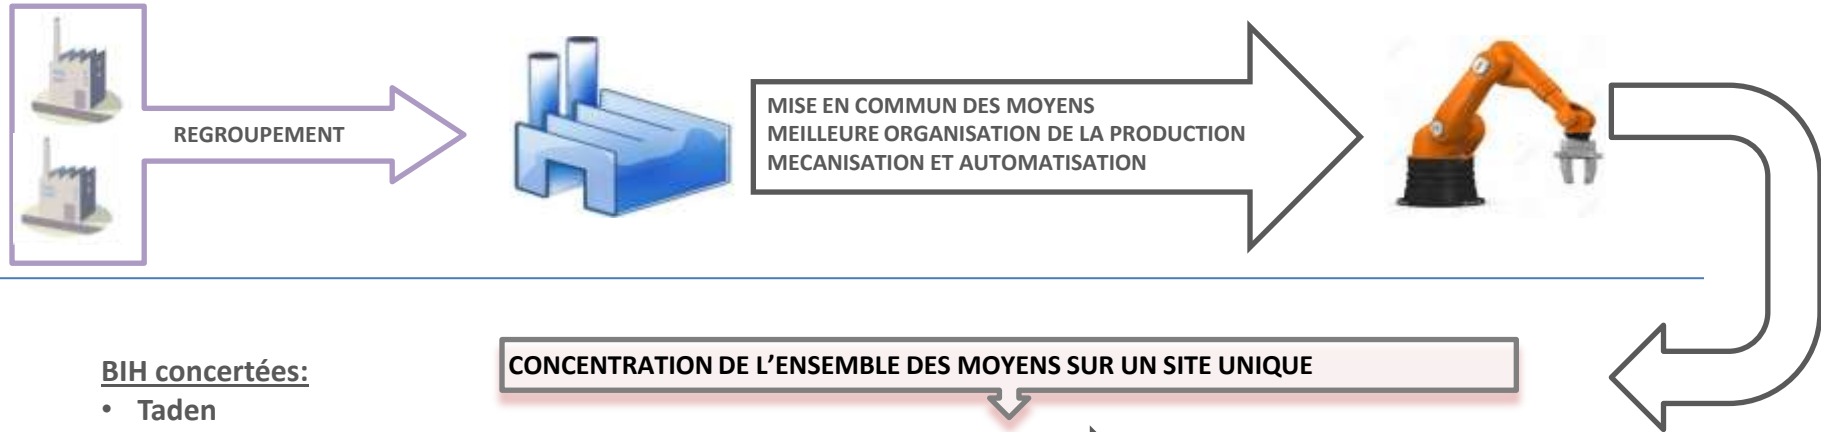 REGROUPEMENT
MISE EN COMMUN DES MOYENS
MEILLEURE ORGANISATION DE LA PRODUCTION
MECANISATION ET AUTOMATISATION
BIH concertées:
• Taden
CONCENTRATION DE L’ENSEMBLE DES MOYENS SUR UN SITE UNIQUE